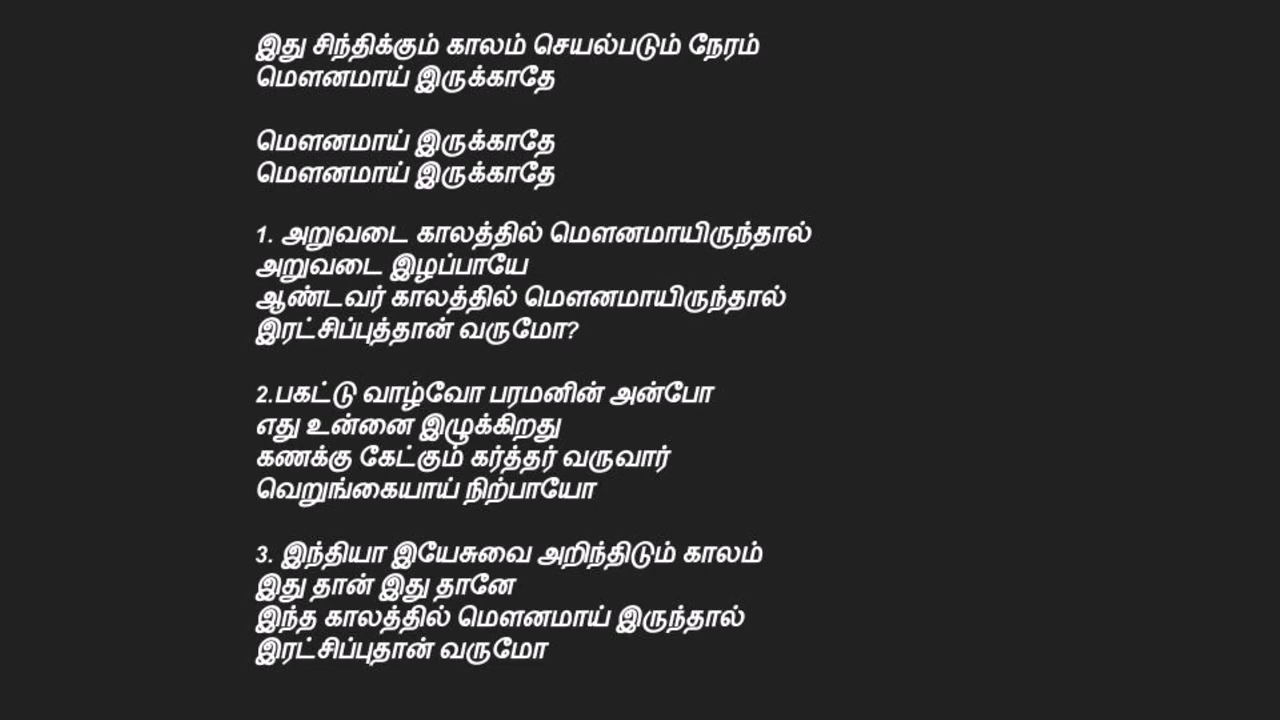 இது சிந்திக்கும் காலம் செயல்படும் நேரம்
மௌனமாய் இருக்காதே
மௌனமாய் இருக்காதே
மௌனமாய் இருக்காதே
1. அறுவடை காலத்தில் மௌனமாயிருந்தால்
அறுவடை இழப்பாயே
ஆண்டவர் காலத்தில் மௌனமாயிருந்தால்
இரட்சிப்புத்தான் வருமோ?
2.பகட்டு வாழ்வோ பரமனின் அன்போ
எது உன்னை இழுக்கிறது
கணக்கு கேட்கும் கர்த்தர் வருவார்
வெறுங்கையாய் நிற்பாயோ
3. இந்தியா இயேசுவை அறிந்திடும் காலம்
இது தான் இது தானே
இந்த காலத்தில் மௌனமாய் இருந்தால்
இரட்சிப்புதான் வருமோ